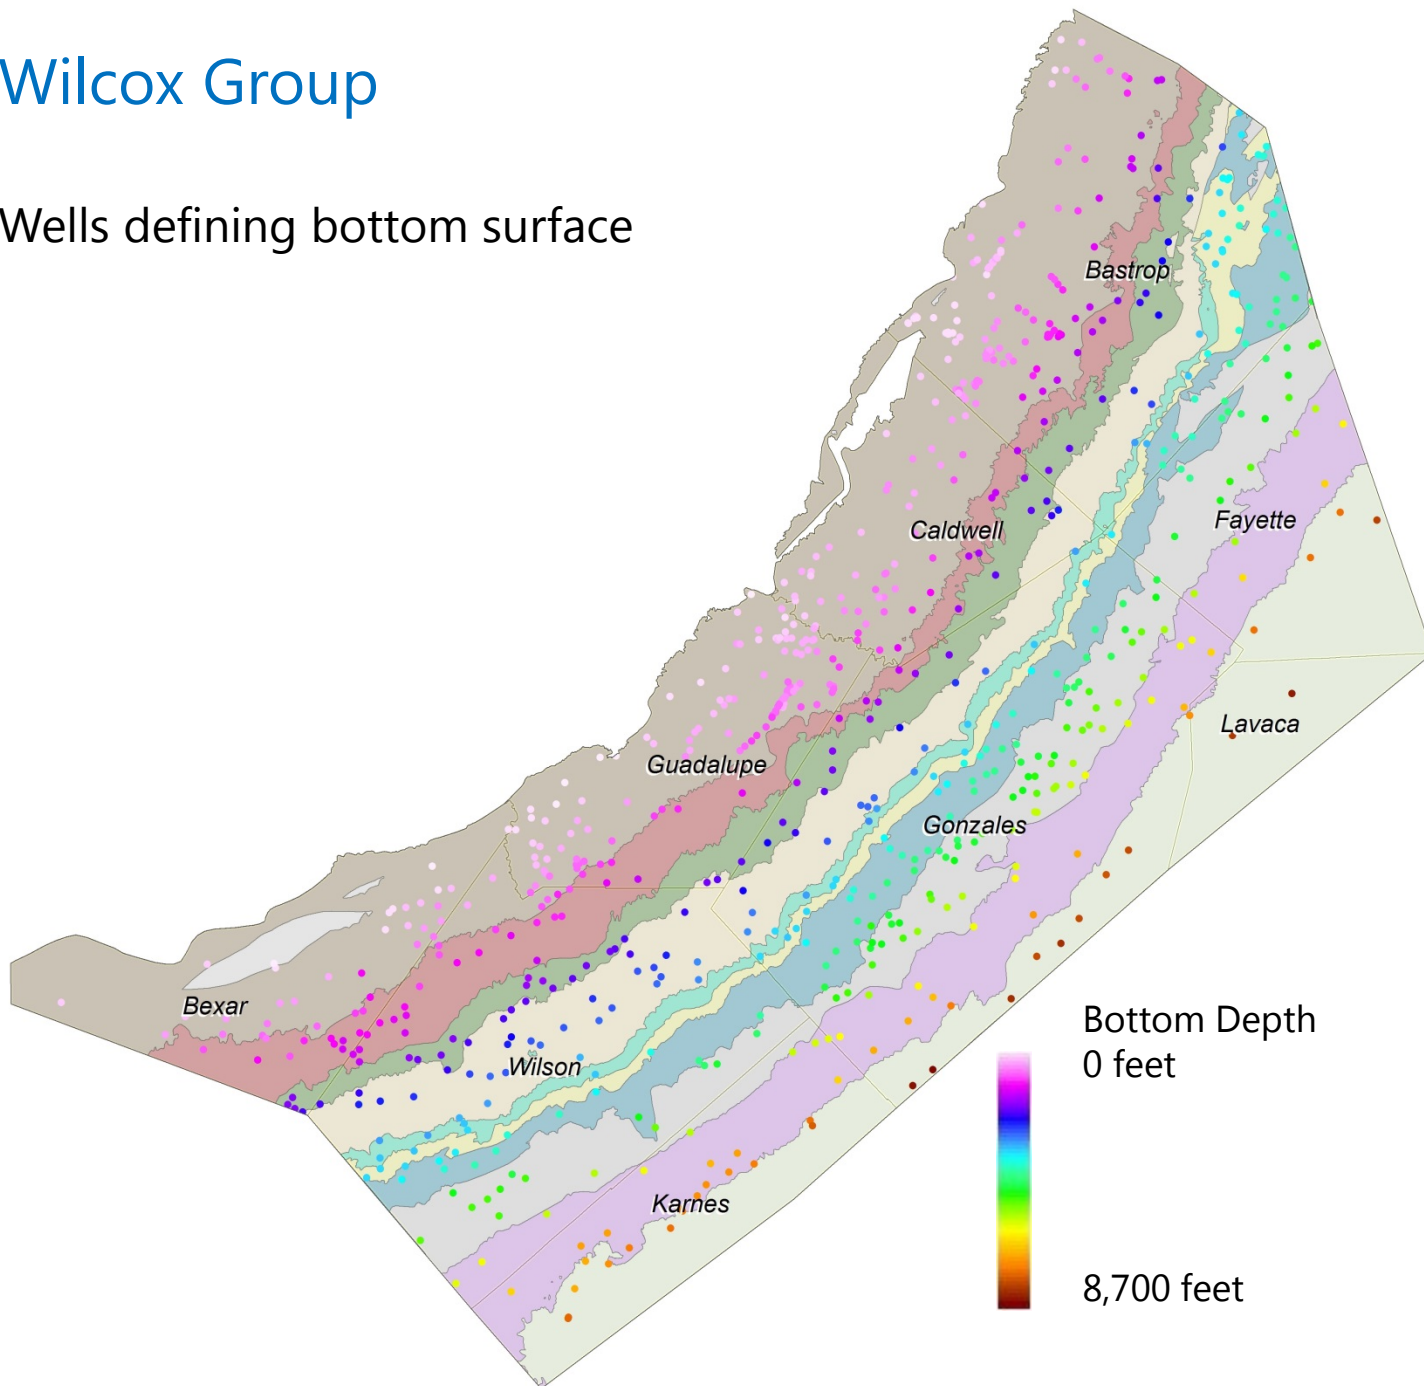 Wilcox Group
Wells defining bottom surface
Bastrop
Caldwell
Fayette
Lavaca
Guadalupe
Gonzales
Bexar
Wilson
Karnes
Bottom Depth
0 feet
8,700 feet